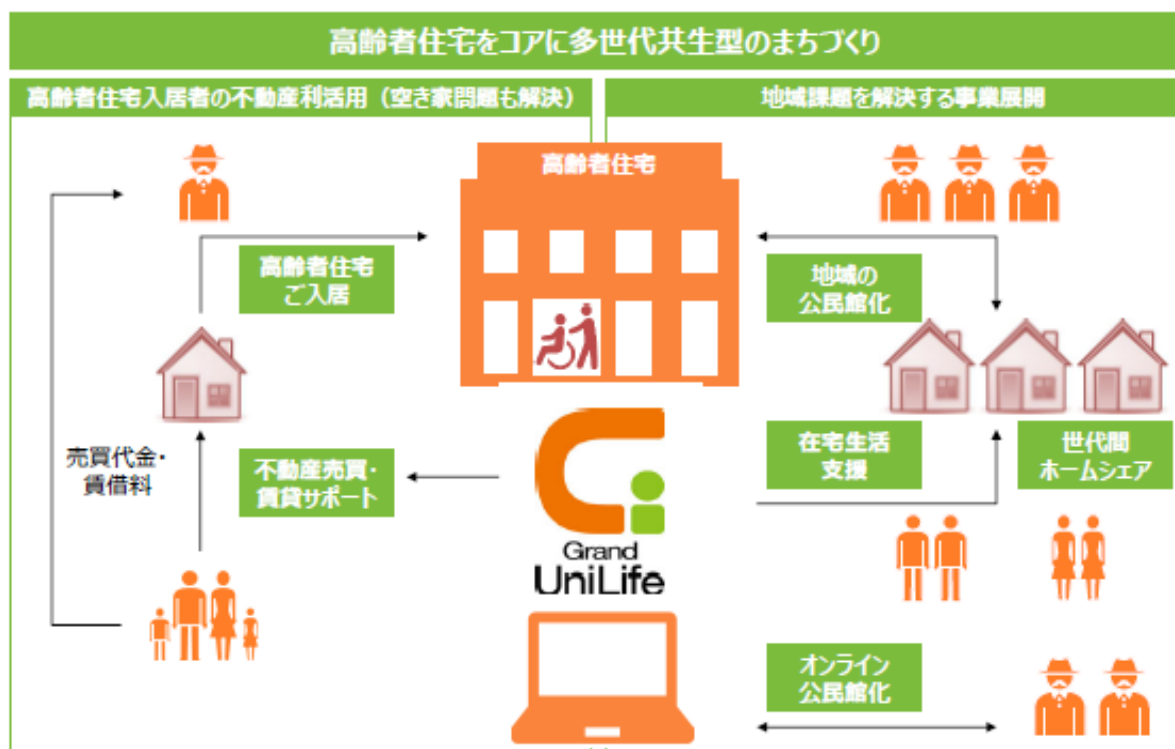 高齢者住宅をコアに多世代共生型のまちづくり
高齢者住宅入居者の不動産利活用（空き家問題も解決）
地域課題を解決する事業展開
高齢者住宅
高齢者住宅
ご入居
地域の
公民館化
売買代金・
賃借料
不動産売買・
賃貸サポート
在宅生活
支援
世代間
ホームシェア
Grand
UniLife
オンライン
公民館化